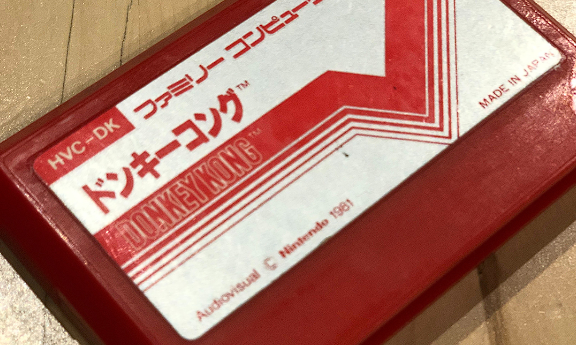 HVC-DK
ファミリー コンピュータ
ドンキーコング™
DONKEY KONG™
MADE IN JAPAN
Audiovisual © Nintendo 1981